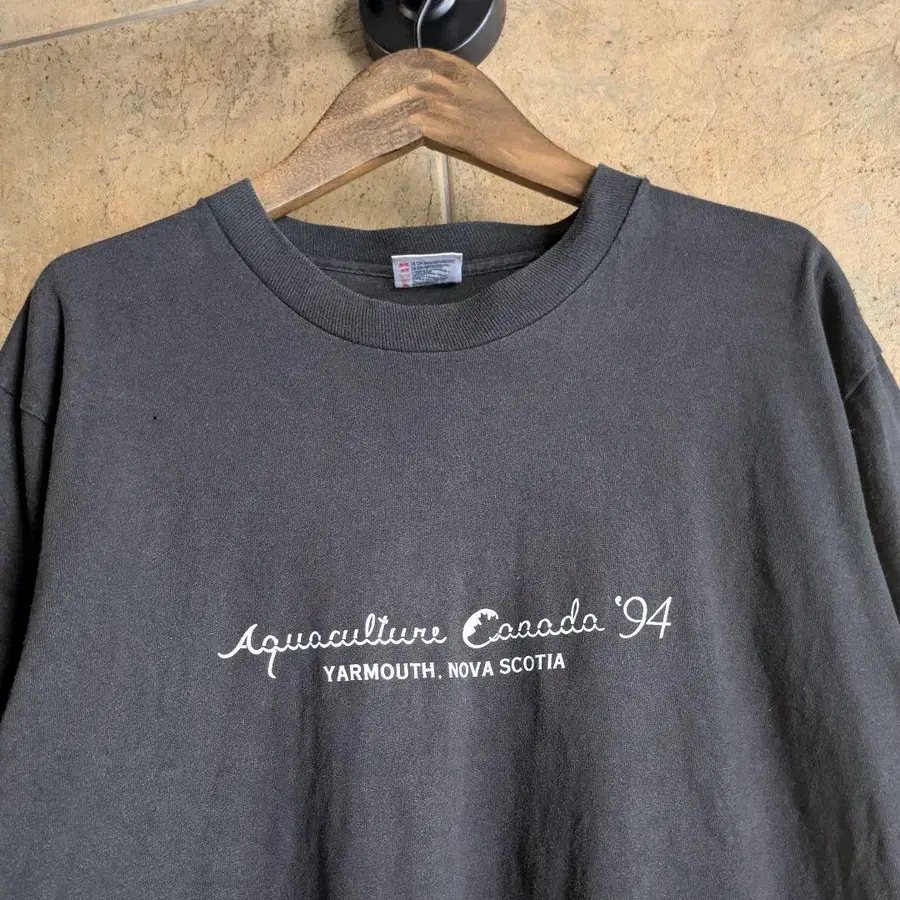 Aquaculture Canada '94
YARMOUTH, NOVA SCOTIA